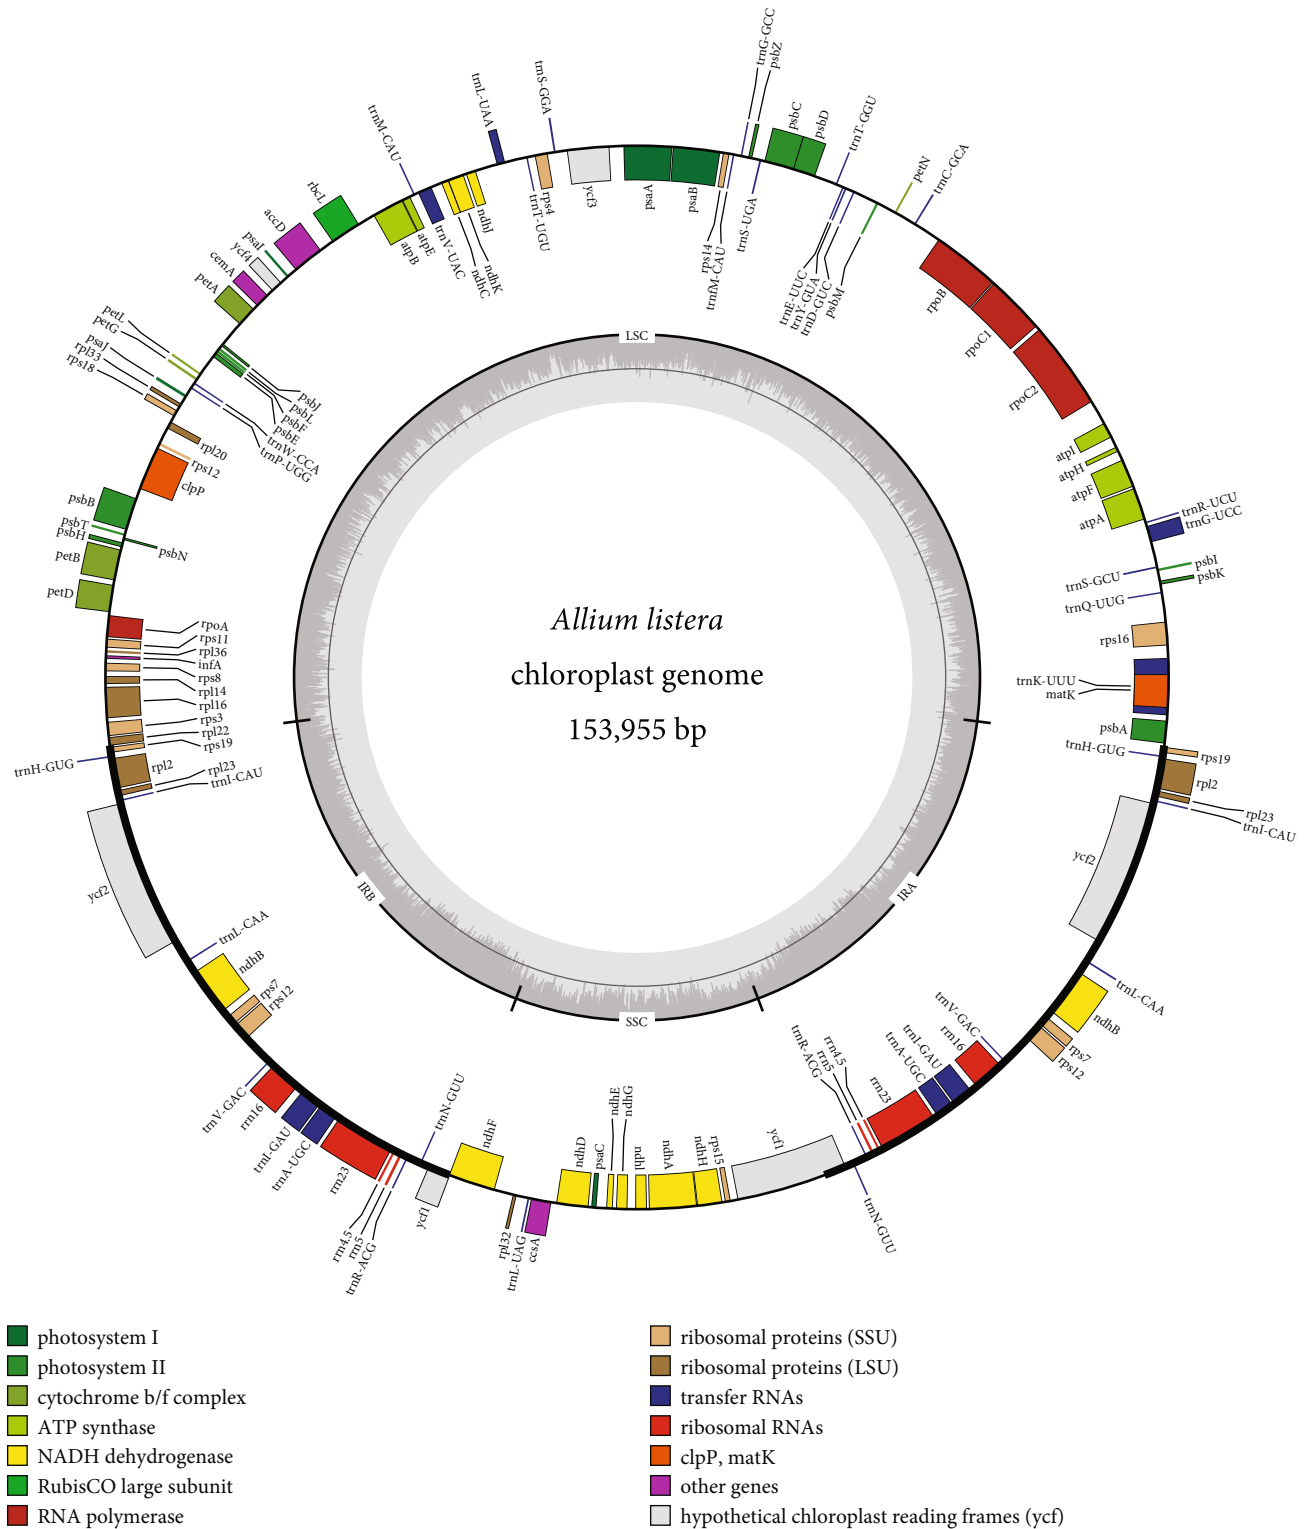 trnG-GCC
psbZ
psbC
psbD
trnT-GGU
petN
trnC-GCA
trnS-GGA
trnL-UAA
trnM-CAU
rbcL
accD
psaI
ycf4
cemA
petA
petL
petG
psaJ
rpl33
rps18
atpB
atpE
trnV-UAC
ndhC
ndhK
ndhJ
trnT-UGU
rps4
ycf3
psaA
psaB
rps14
trnfM-CAU
trnS-UGA
trnE-UUC
trnY-GUA
trnD-GUC
psbM
rpoB
rpoC1
rpoC2
atpI
atpH
atpF
atpA
trnR-UCU
trnG-UCC
trnS-GCU
psbI
psbK
trnQ-UUG
rps16
trnK-UUU
matK
psbA
trnH-GUG
rps19
rpl2
rpl23
trnI-CAU
ycf2
trnL-CAA
ndhB
rps7
rps12
trnV-GAC
rrn16
trnI-GAU
trnA-UGC
rrn23
rrn4.5
rrn5
trnR-ACG
trnN-GUU
ycf1
rps15
ndhH
ndhA
ndhI
ndhG
ndhE
psaC
ndhD
ccsA
trnL-UAG
rpl32
ndhF
trnN-GUU
ycf1
trnR-ACG
rrn5
rrn4.5
rrn23
trnA-UGC
trnI-GAU
rrn16
trnV-GAC
rps12
rps7
ndhB
trnL-CAA
ycf2
trnI-CAU
rpl23
rpl2
trnH-GUG
rps19
rpl22
rps3
rpl16
rpl14
rps8
infA
rpl36
rps11
rpoA
petD
petB
psbH
psbT
psbN
psbB
clpP
rps12
rpl20
trnP-UGG
trnW-CCA
psbE
psbF
psbL
psbJ
LSC
IRB
IRA
SSC
Allium listera
chloroplast genome
153,955 bp
photosystem I
photosystem II
cytochrome b/f complex
ATP synthase
NADH dehydrogenase
RubisCO large subunit
RNA polymerase
ribosomal proteins (SSU)
ribosomal proteins (LSU)
transfer RNAs
ribosomal RNAs
clpP, matK
other genes
hypothetical chloroplast reading frames (ycf)